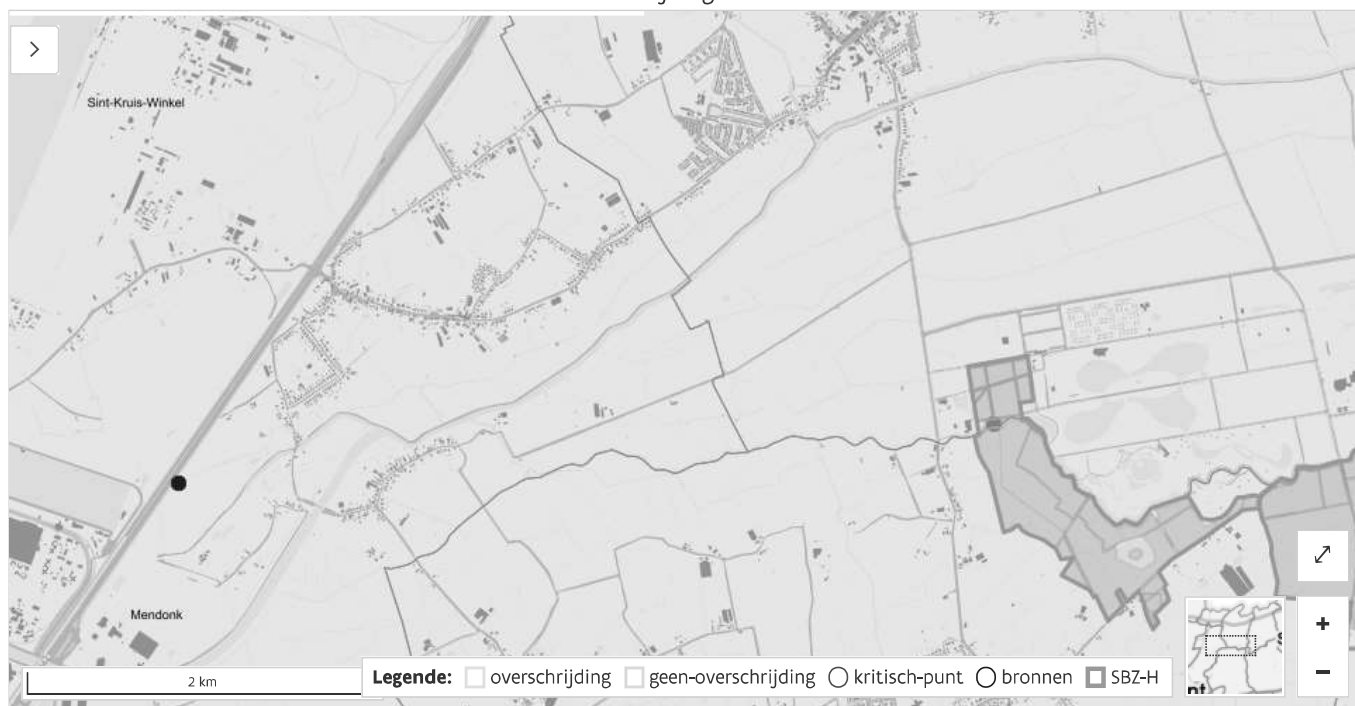 Sint-Kruis-Winkel
Mendonk
2 km
Legende: overschrijding geen-overschrijding kritisch-punt bronnen SBZ-H
+
−